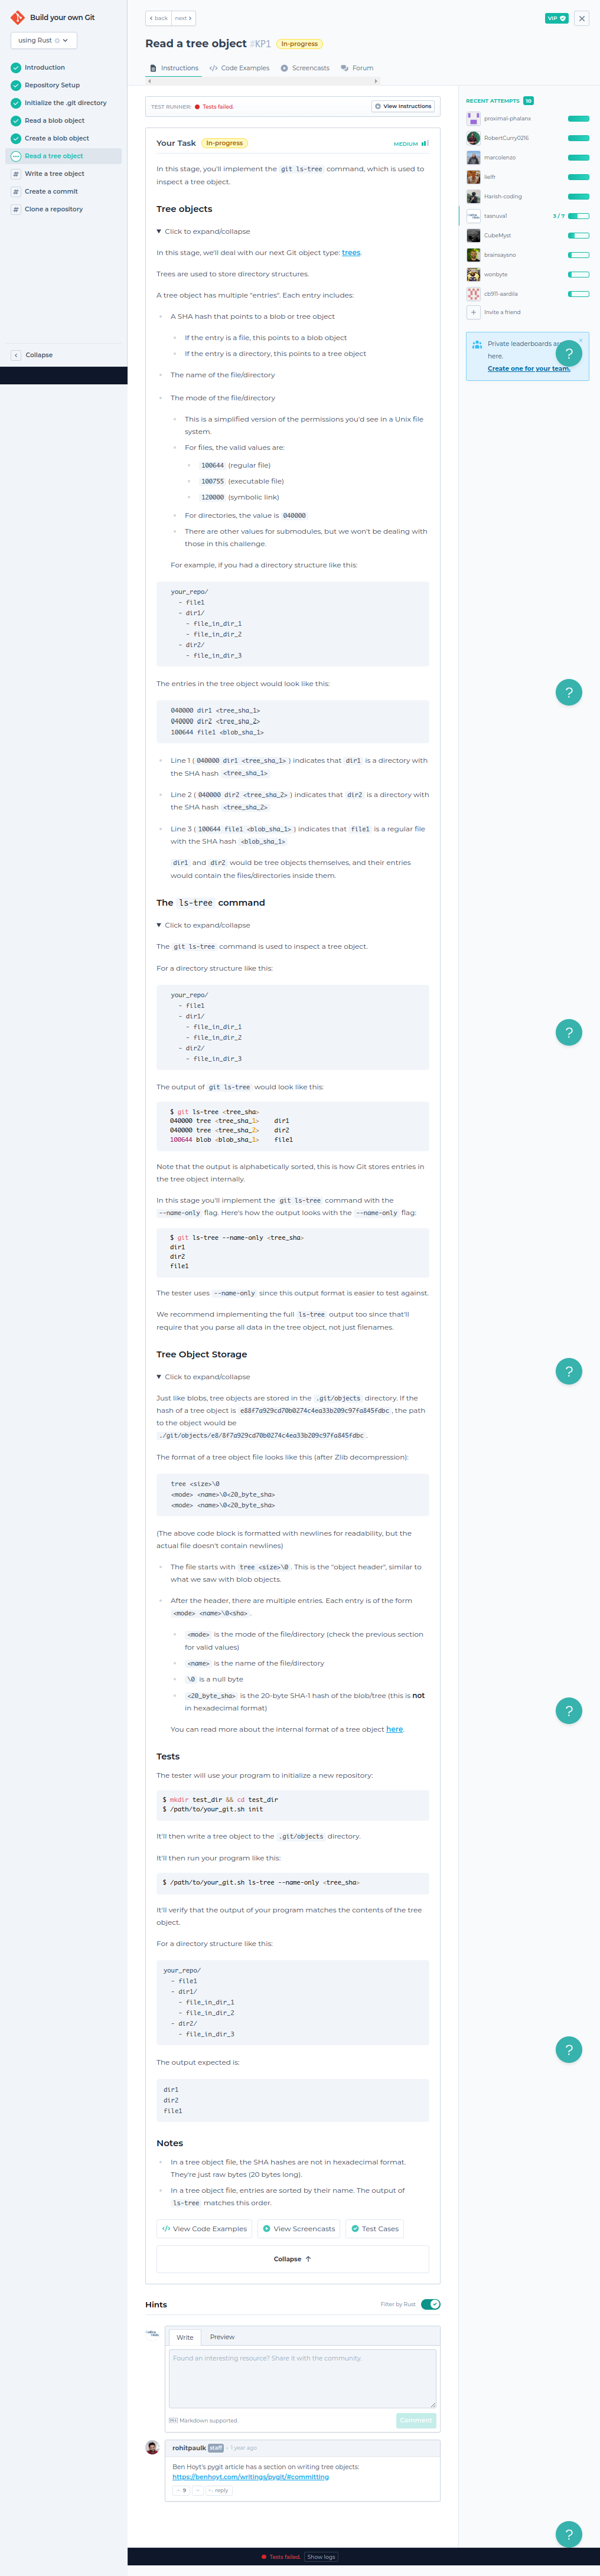 Build your own Git
using Rust
Introduction
Repository Setup
Initialize the .git directory
Read a blob object
Create a blob object
Read a tree object
Write a tree object
Create a commit
Clone a repository
Collapse
back
next
VIP
Read a tree object #KP1
In-progress
Instructions
Code Examples
Screencasts
Forum
TEST RUNNER: Tests failed.
View Instructions
Your Task In-progress
MEDIUM
In this stage, you'll implement the git ls-tree command, which is used to
inspect a tree object.
Tree objects
▼ Click to expand/collapse
In this stage, we'll deal with our next Git object type: trees.
Trees are used to store directory structures.
A tree object has multiple "entries". Each entry includes:
A SHA hash that points to a blob or tree object
If the entry is a file, this points to a blob object
If the entry is a directory, this points to a tree object
The name of the file/directory
The mode of the file/directory
This is a simplified version of the permissions you'd see in a Unix file
system.
For files, the valid values are:
100644 (regular file)
100755 (executable file)
120000 (symbolic link)
For directories, the value is 040000
There are other values for submodules, but we won't be dealing with
those in this challenge.
For example, if you had a directory structure like this:
your_repo/
- file1
- dir1/
- file_in_dir_1
- file_in_dir_2
- dir2/
- file_in_dir_3
The entries in the tree object would look like this:
040000 dir1 <tree_sha_1>
040000 dir2 <tree_sha_2>
100644 file1 <blob_sha_1>
Line 1 ( 040000 dir1 <tree_sha_1> ) indicates that dir1 is a directory with
the SHA hash <tree_sha_1>
Line 2 ( 040000 dir2 <tree_sha_2> ) indicates that dir2 is a directory with
the SHA hash <tree_sha_2>
Line 3 ( 100644 file1 <blob_sha_1> ) indicates that file1 is a regular file
with the SHA hash <blob_sha_1>
dir1 and dir2 would be tree objects themselves, and their entries
would contain the files/directories inside them.
The ls-tree command
▼ Click to expand/collapse
The git ls-tree command is used to inspect a tree object.
For a directory structure like this:
your_repo/
- file1
- dir1/
- file_in_dir_1
- file_in_dir_2
- dir2/
- file_in_dir_3
The output of git ls-tree would look like this:
$ git ls-tree <tree_sha>
040000 tree <tree_sha_1> dir1
040000 tree <tree_sha_2> dir2
100644 blob <blob_sha_1> file1
Note that the output is alphabetically sorted, this is how Git stores entries in
the tree object internally.
In this stage you'll implement the git ls-tree command with the
--name-only flag. Here's how the output looks with the --name-only flag:
$ git ls-tree --name-only <tree_sha>
dir1
dir2
file1
The tester uses --name-only since this output format is easier to test against.
We recommend implementing the full ls-tree output too since that'll
require that you parse all data in the tree object, not just filenames.
Tree Object Storage
▼ Click to expand/collapse
Just like blobs, tree objects are stored in the .git/objects directory. If the
hash of a tree object is e88f7a929cd70b0274c4ea33b209c97fa845fdbc, the path
to the object would be
./git/objects/e8/8f7a929cd70b0274c4ea33b209c97fa845fdbc.
The format of a tree object file looks like this (after Zlib decompression):
tree <size>\0
<mode> <name>\0<20_byte_sha>
<mode> <name>\0<20_byte_sha>
(The above code block is formatted with newlines for readability, but the
actual file doesn't contain newlines)
The file starts with tree <size>\0. This is the "object header", similar to
what we saw with blob objects.
After the header, there are multiple entries. Each entry is of the form
<mode> <name>\0<sha>.
<mode> is the mode of the file/directory (check the previous section
for valid values)
<name> is the name of the file/directory
\0 is a null byte
<20_byte_sha> is the 20-byte SHA-1 hash of the blob/tree (this is not
in hexadecimal format)
You can read more about the internal format of a tree object here.
Tests
The tester will use your program to initialize a new repository:
$ mkdir test_dir && cd test_dir
$ /path/to/your_git.sh init
It'll then write a tree object to the .git/objects directory.
It'll then run your program like this:
$ /path/to/your_git.sh ls-tree --name-only <tree_sha>
It'll verify that the output of your program matches the contents of the tree
object.
For a directory structure like this:
your_repo/
- file1
- dir1/
- file_in_dir_1
- file_in_dir_2
- dir2/
- file_in_dir_3
The output expected is:
dir1
dir2
file1
Notes
In a tree object file, the SHA hashes are not in hexadecimal format.
They're just raw bytes (20 bytes long).
In a tree object file, entries are sorted by their name. The output of
ls-tree matches this order.
View Code Examples
View Screencasts
Test Cases
Collapse
Hints
Filter by Rust
Write
Preview
Found an interesting resource? Share it with the community.
Markdown supported.
Comment
rohitpaulk staff • 1 year ago
Ben Hoyt's pygit article has a section on writing tree objects:
https://benhoyt.com/writings/pygit/#committing
9
reply
RECENT ATTEMPTS 10
proximal-phalanx
RobertCurry0216
marcolenzo
Harish-coding
tasnuva1
3 / 7
CubeMyst
brainsaysno
wonbyte
cb911-aardila
Invite a friend
Private leaderboards are
here.
Create one for your team.
?
?
?
?
?
?
?
?
Tests failed.
Show logs